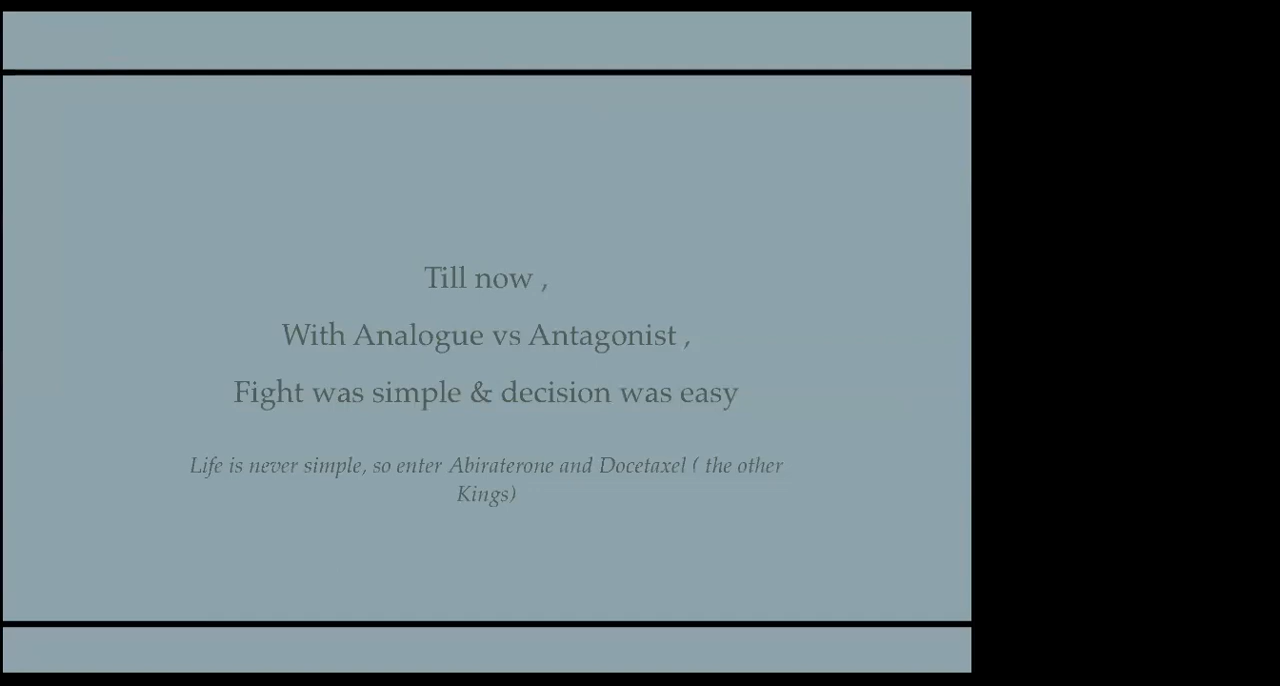 Till now ,
With Analogue vs Antagonist ,
Fight was simple & decision was easy
Life is never simple, so enter Abiraterone and Docetaxel ( the other
Kings)